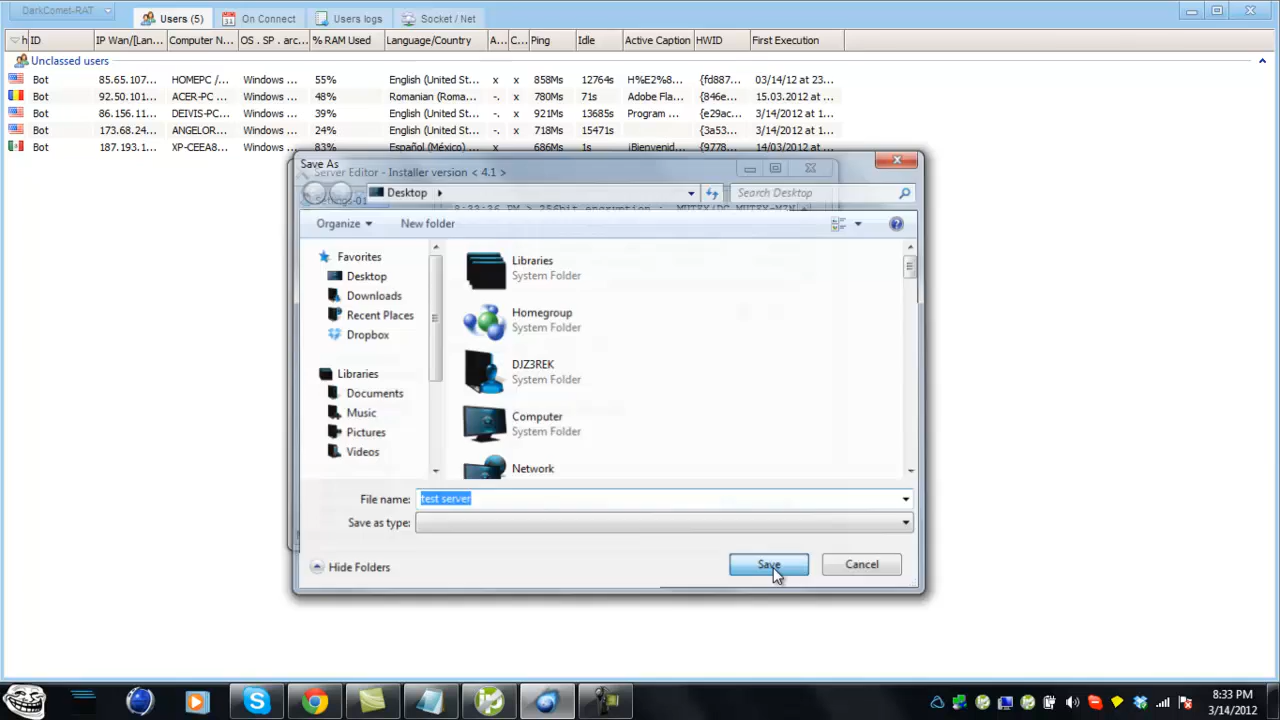 DarkComet-RAT
Users (5) On Connect Users logs Socket / Net
ID IP Wan/[Lan... Computer N... OS . SP . arc... % RAM Used Language/Country A... C... Ping Idle Active Caption HWID First Execution
Unclassed users
Bot 85.65.107... HOMEPC /... Windows ... 55% English (United St... x x 858Ms 12764s H%E2%8... {fd887... 03/14/12 at 23...
Bot 92.50.101... ACER-PC ... Windows ... 48% Romanian (Roma... -. x 780Ms 71s Adobe Fla... {846e... 15.03.2012 at ...
Bot 86.156.11... DEIVIS-PC... Windows ... 39% English (United St... -. x 921Ms 13685s Program ... {e29ac... 3/14/2012 at 1...
Bot 173.68.24... ANGELOR... Windows ... 24% English (United St... -. x 718Ms 15471s {3a53... 3/14/2012 at 1...
Bot 187.193.1... XP-CEEA8... Windows ... 83% Español (México) x 686Ms 1s ¡Bienvenid... {9778... 14/03/2012 at ...
Save As
Server Editor - Installer version < 4.1 >
Desktop Search Desktop
Organize New folder
Favorites
Desktop
Downloads
Recent Places
Dropbox
Libraries
Documents
Music
Pictures
Videos
Libraries
System Folder
Homegroup
System Folder
DJZ3REK
System Folder
Computer
System Folder
Network
File name: test server
Save as type:
Hide Folders Save Cancel
8:33 PM
3/14/2012